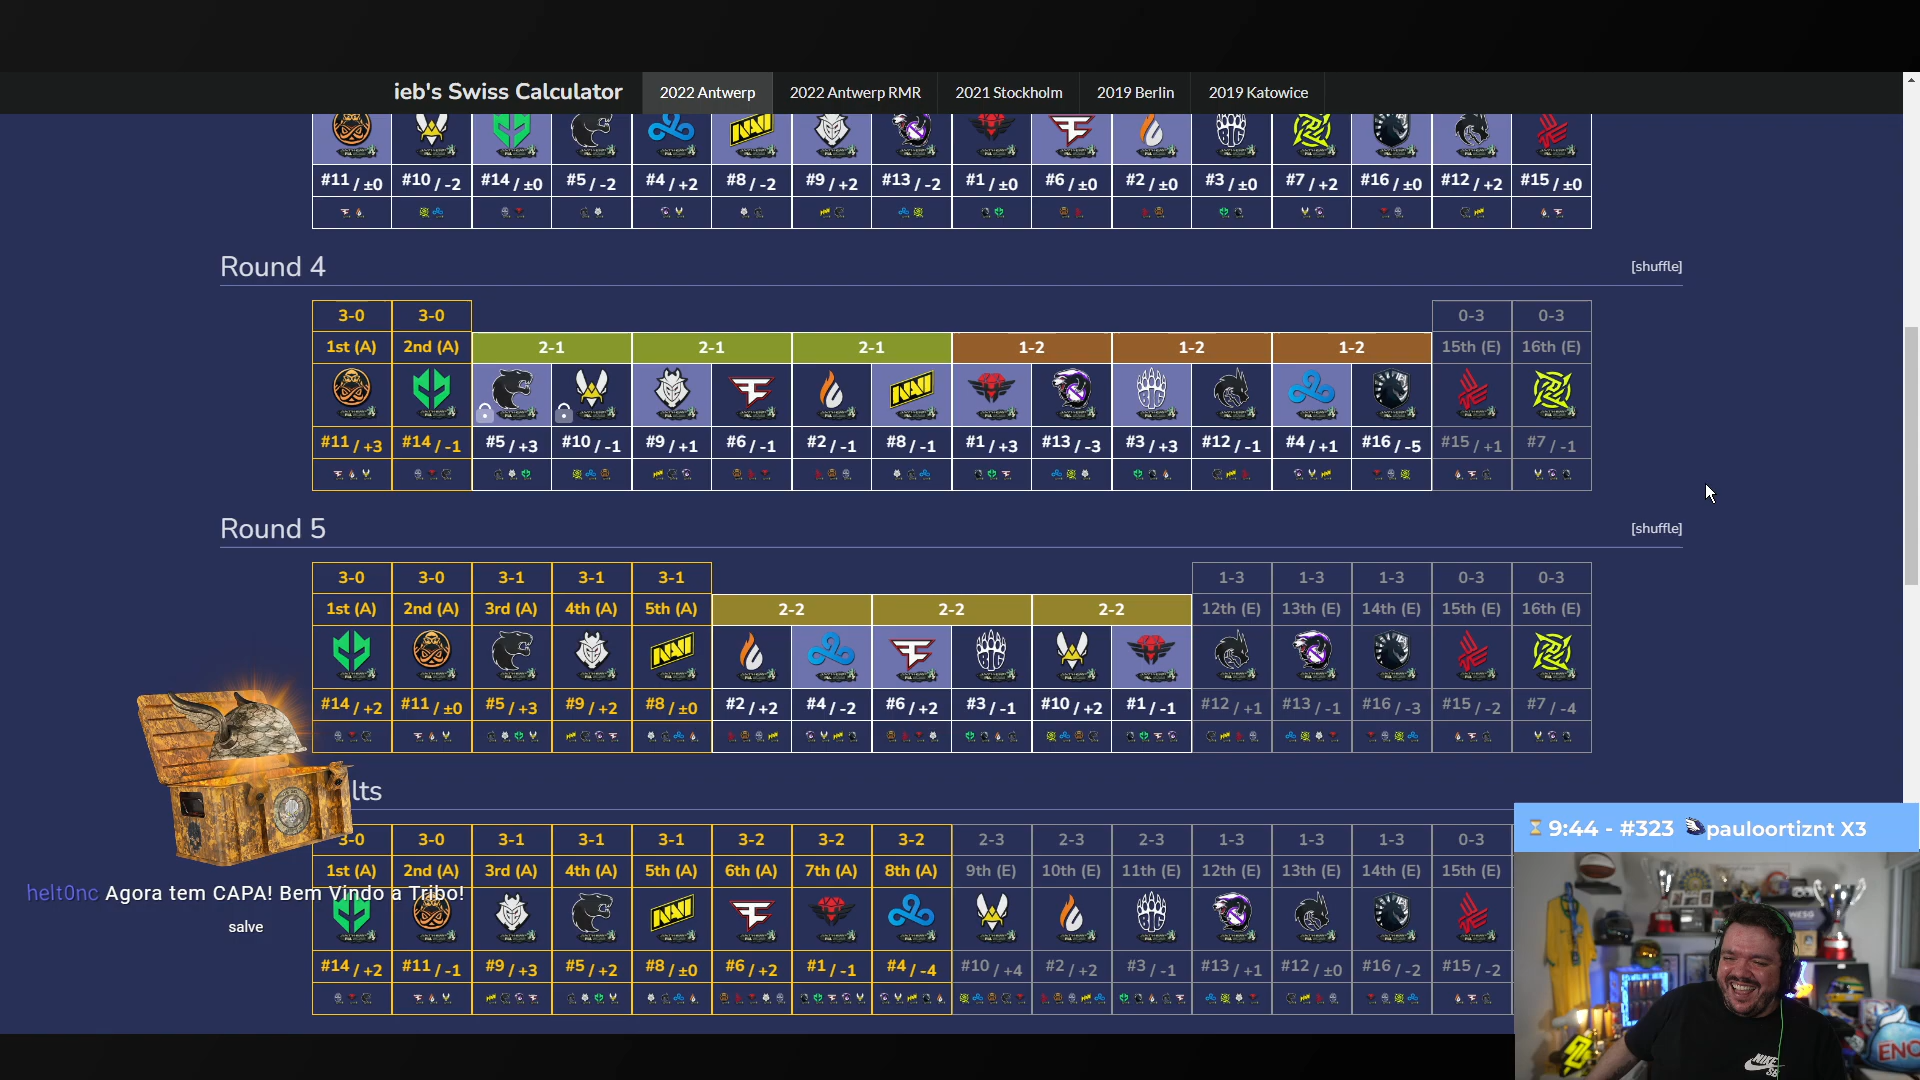 ieb's Swiss Calculator 2022 Antwerp 2022 Antwerp RMR 2021 Stockholm 2019 Berlin 2019 Katowice
#11 / ±0 #10 / -2 #14 / ±0 #5 / -2 #4 / +2 #8 / -2 #9 / +2 #13 / -2 #1 / ±0 #6 / ±0 #2 / ±0 #3 / ±0 #7 / +2 #16 / ±0 #12 / +2 #15 / ±0
Round 4 [shuffle]
3-0 3-0 0-3 0-3
1st (A) 2nd (A) 2-1 2-1 2-1 1-2 1-2 1-2 15th (E) 16th (E)
#11 / +3 #14 / -1 #5 / +3 #10 / -1 #9 / +1 #6 / -1 #2 / -1 #8 / -1 #1 / +3 #13 / -3 #3 / +3 #12 / -1 #4 / +1 #16 / -5 #15 / +1 #7 / -1
Round 5 [shuffle]
3-0 3-0 3-1 3-1 3-1 1-3 1-3 1-3 0-3 0-3
1st (A) 2nd (A) 3rd (A) 4th (A) 5th (A) 2-2 2-2 2-2 12th (E) 13th (E) 14th (E) 15th (E) 16th (E)
NAVI BIG
#14 / +2 #11 / ±0 #5 / +3 #9 / +2 #8 / ±0 #2 / +2 #4 / -2 #6 / +2 #3 / -1 #10 / +2 #1 / -1 #12 / +1 #13 / -1 #16 / -3 #15 / -2 #7 / -4
lts
3-0 3-0 3-1 3-1 3-1 3-2 3-2 3-2 2-3 2-3 2-3 1-3 1-3 1-3 0-3
1st (A) 2nd (A) 3rd (A) 4th (A) 5th (A) 6th (A) 7th (A) 8th (A) 9th (E) 10th (E) 11th (E) 12th (E) 13th (E) 14th (E) 15th (E)
#14 / +2 #11 / -1 #9 / +3 #5 / +2 #8 / ±0 #6 / +2 #1 / -1 #4 / -4 #10 / +4 #2 / +2 #3 / -1 #13 / +1 #12 / ±0 #16 / -2 #15 / -2
helt0nc Agora tem CAPA! Bem Vindo a Tribo!
salve
9:44 - #323 pauloortiznt X3
WESG
NIKE
SB
ENC